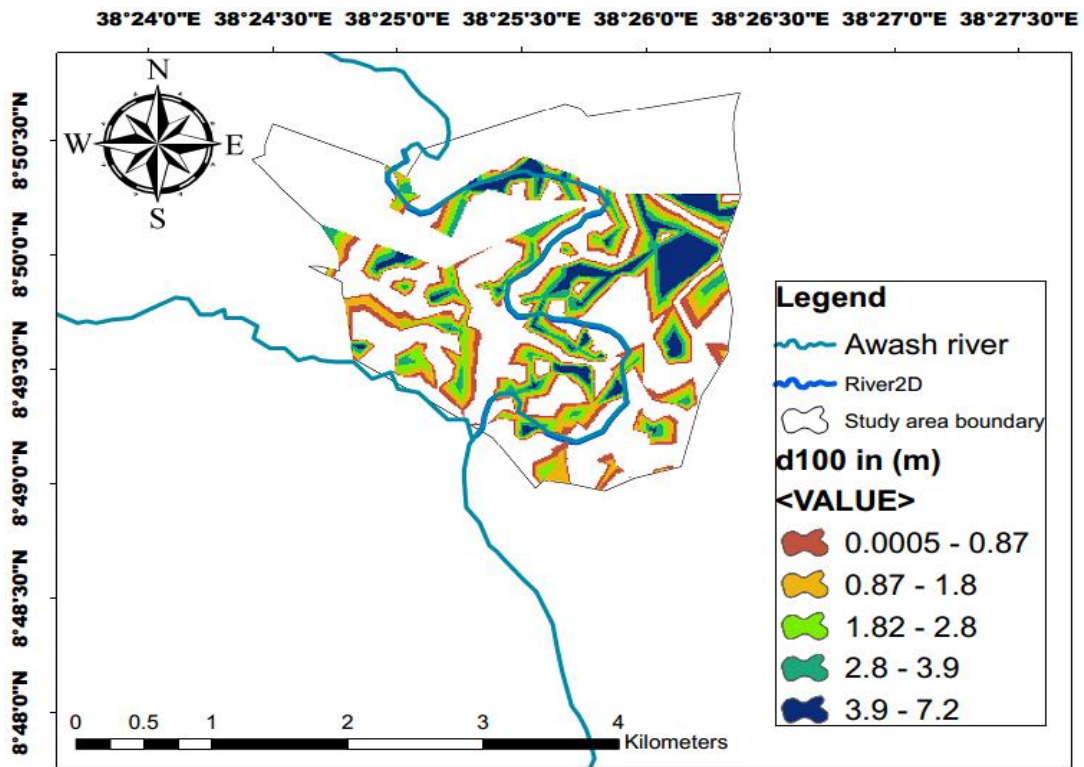 38°24'0"E 38°24'30"E 38°25'0"E 38°25'30"E 38°26'0"E 38°26'30"E 38°27'0"E 38°27'30"E
N
W E
S
8°50'30"N
8°50'0"N
8°49'30"N
8°49'0"N
8°48'30"N
8°48'0"N
Legend
Awash river
River2D
Study area boundary
d100 in (m)
<VALUE>
0.0005 - 0.87
0.87 - 1.8
1.82 - 2.8
2.8 - 3.9
3.9 - 7.2
0 0.5 1 2 3 4
Kilometers